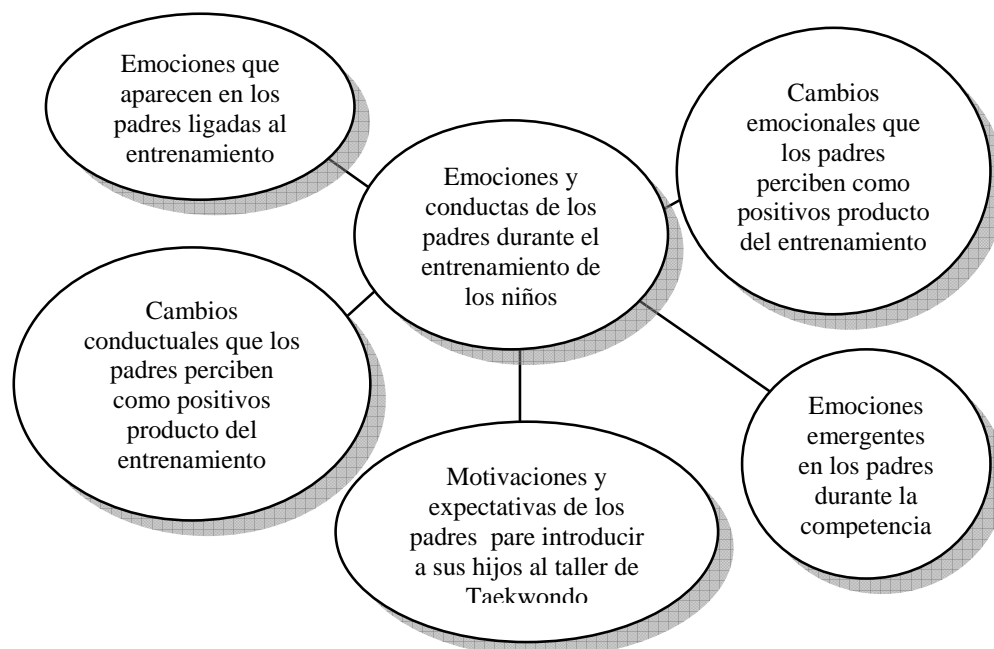 Emociones que
aparecen en los
padres ligadas al
entrenamiento
Cambios
emocionales que
los padres
perciben como
positivos producto
del entrenamiento
Emociones y
conductas de los
padres durante el
entrenamiento de
los niños
Cambios
conductuales que los
padres perciben
como positivos
producto del
entrenamiento
Emociones
emergentes
en los padres
durante la
competencia
Motivaciones y
expectativas de los
padres  pare introducir
a sus hijos al taller de
Taekwondo